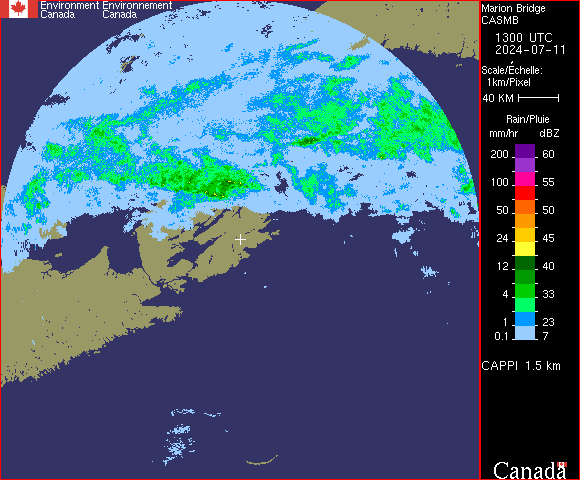 Environment Environnement
Canada Canada
Marion Bridge
CASMB
1300 UTC
2024-07-11
Scale/Échelle:
1km/Pixel
40 KM
Rain/Pluie
mm/hr dBZ
200 60
100 55
50 50
24 45
12 40
4 33
1 23
0.1 7
CAPPI 1.5 km
Canada